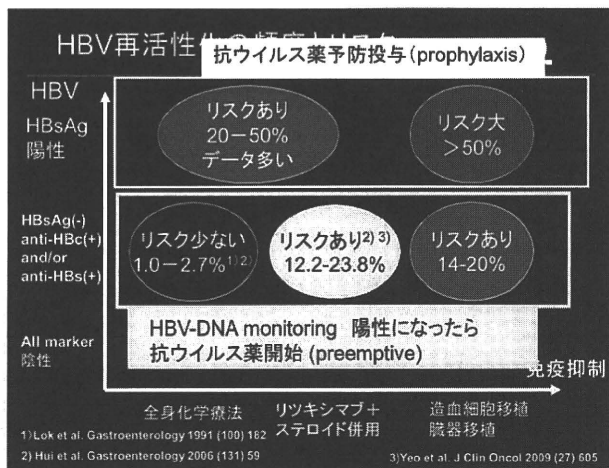 HBV再活性化の頻度とリスク
抗ウイルス薬予防投与(prophylaxis)
HBV
HBsAg
陽性
リスクあり
20−50%
データ多い
リスク大
＞50%
HBsAg(-)
anti-HBc(+)
and/or
anti-HBs(+)
リスク少ない
1.0−2.7%1) 2)
リスクあり2) 3)
12.2-23.8%
リスクあり
14-20%
All marker
陰性
HBV-DNA monitoring 陽性になったら
抗ウイルス薬開始 (preemptive)
免疫抑制
全身化学療法
リツキシマブ＋
ステロイド併用
造血細胞移植
臓器移植
1)Lok et al. Gastroenterology 1991 (100) 182
2) Hui et al. Gastroenterology 2006 (131) 59
3)Yeo et al. J Clin Oncol 2009 (27) 605